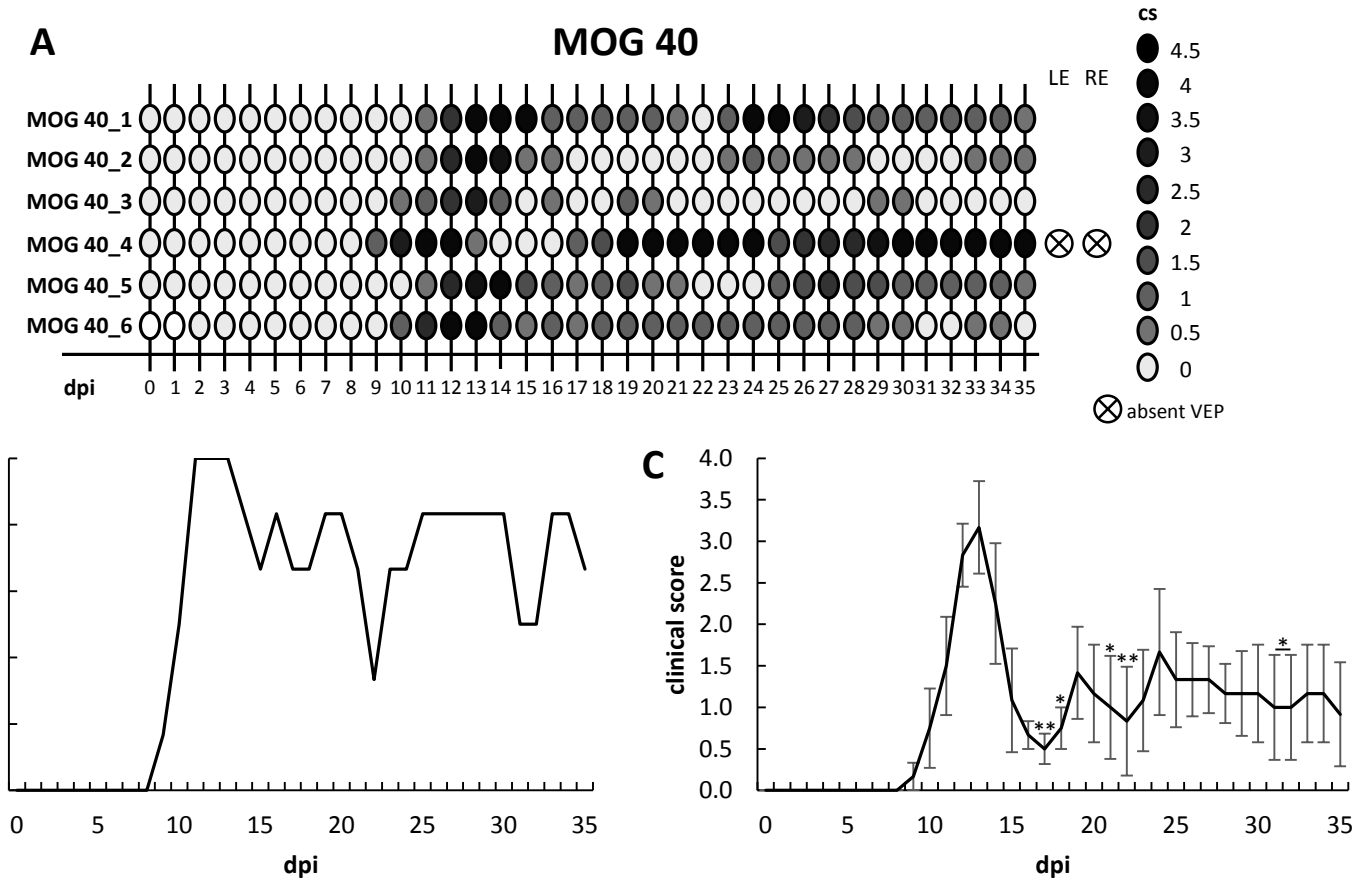 A
MOG 40
cs
4.5
LE RE
4
MOG 40_1
3.5
MOG 40_2
3
MOG 40_3
2.5
MOG 40_4
2
MOG 40_5
1.5
MOG 40_6
1
0.5
0
dpi 0 1 2 3 4 5 6 7 8 9 10 11 12 13 14 15 16 17 18 19 20 21 22 23 24 25 26 27 28 29 30 31 32 33 34 35
absent VEP
0 5 10 15 20 25 30 35
dpi
C
clinical score
4.0
3.5
3.0
2.5
2.0
1.5
1.0
0.5
0.0
** * * ** *
0 5 10 15 20 25 30 35
dpi